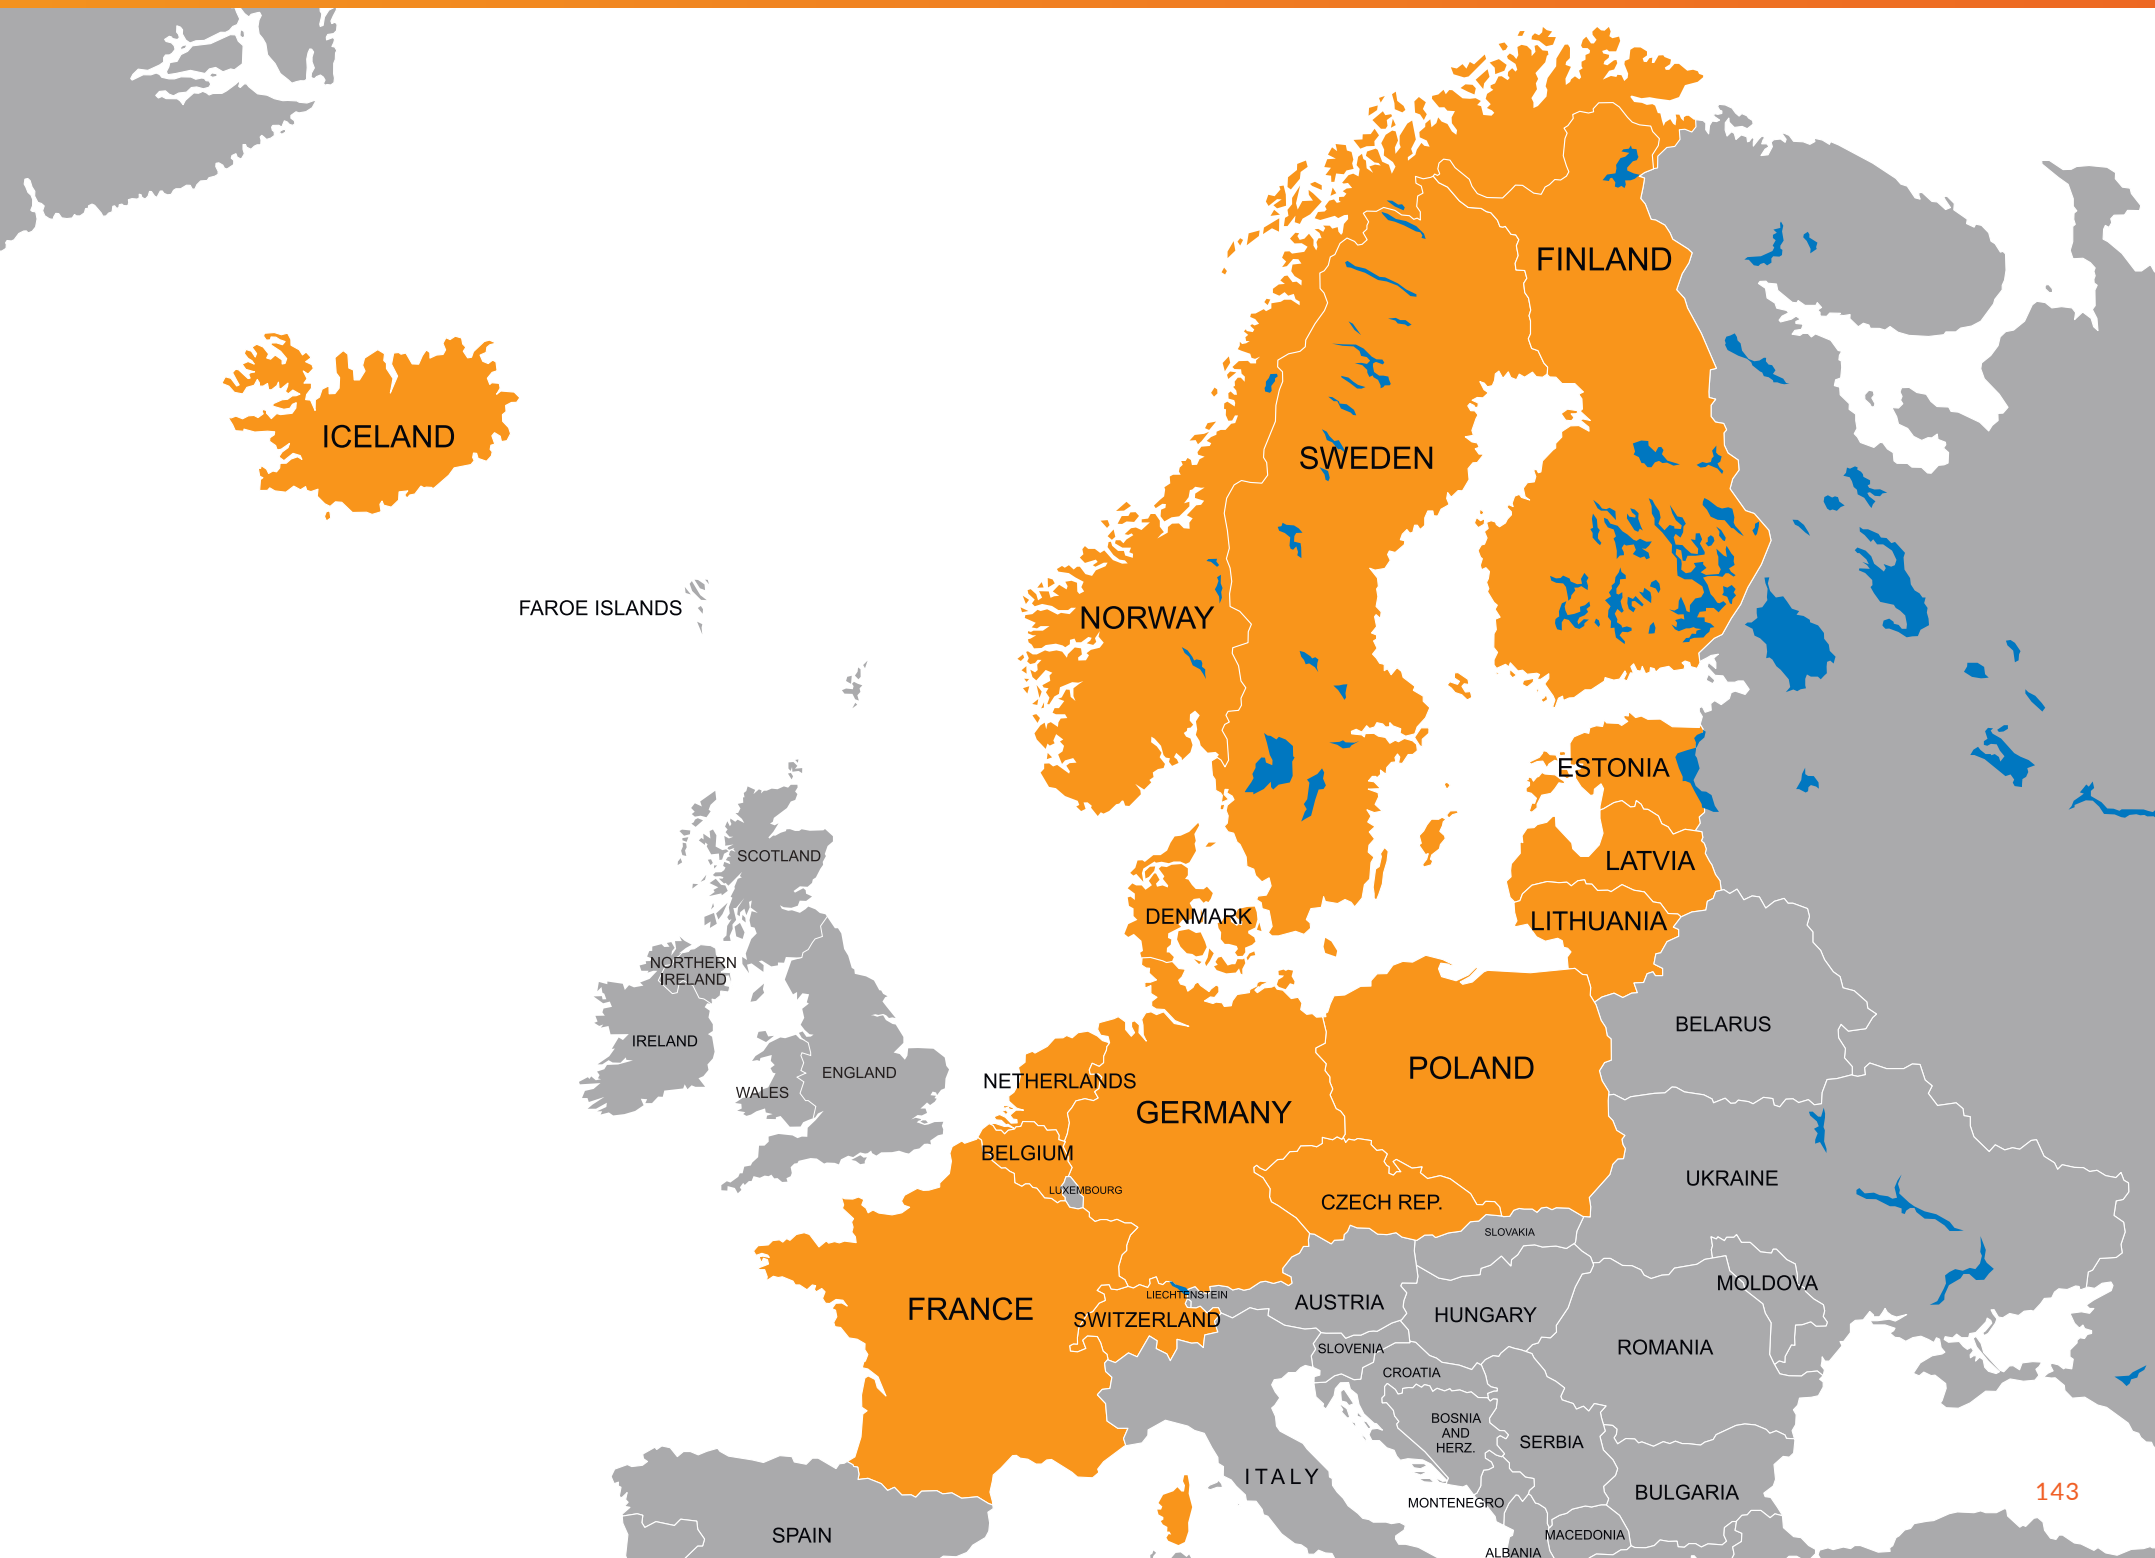 FINLAND
ICELAND
SWEDEN
FAROE ISLANDS
NORWAY
ESTONIA
SCOTLAND
LATVIA
DENMARK
LITHUANIA
NORTHERN
IRELAND
BELARUS
IRELAND
ENGLAND
POLAND
NETHERLANDS
WALES
GERMANY
BELGIUM
UKRAINE
LUXEMBOURG
CZECH REP.
SLOVAKIA
MOLDOVA
LIECHTENSTEIN
AUSTRIA
FRANCE
HUNGARY
SWITZERLAND
SLOVENIA
ROMANIA
CROATIA
BOSNIA
AND
HERZ.
SERBIA
ITALY
BULGARIA
143
MONTENEGRO
SPAIN
MACEDONIA
ALBANIA